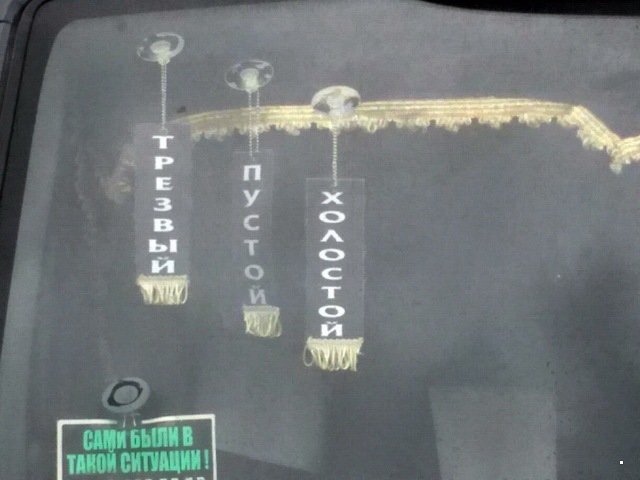 ТРЕЗВЫЙ
ПУСТОЙ
ХОЛОСТОЙ
САМИ БЫЛИ В
ТАКОЙ СИТУАЦИИ !